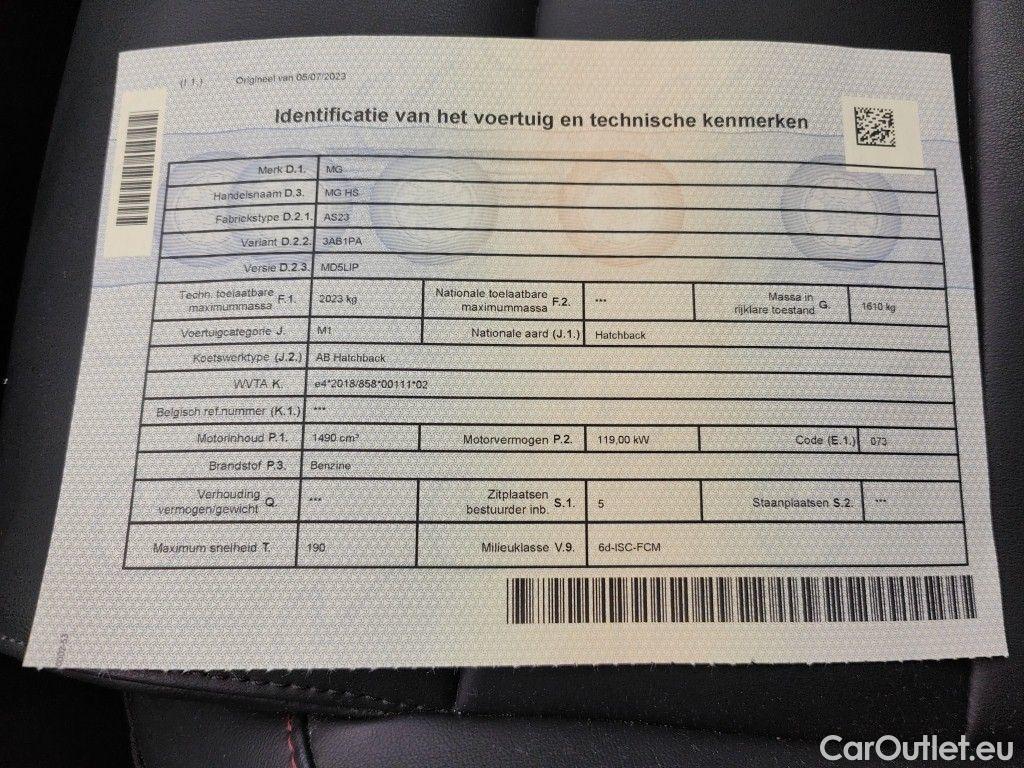 (I.1.) Origineel van 05/07/2023
Identificatie van het voertuig en technische kenmerken
Merk D.1. MG
Handelsnaam D.3. MG HS
Fabriekstype D.2.1. AS23
Variant D.2.2. 3AB1PA
Versie D.2.3. MD5LIP
Techn. toelaatbare maximummassa F.1. 2023 kg Nationale toelaatbare maximummassa F.2. *** Massa in rijklare toestand G. 1610 kg
Voertuigcategorie J. M1 Nationale aard (J.1.) Hatchback
Koetswerktype (J.2.) AB Hatchback
WVTA K. e4*2018/858*00111*02
Belgisch ref.nummer (K.1.) ***
Motorinhoud P.1. 1490 cm³ Motorvermogen P.2. 119,00 kW Code (E.1.) 073
Brandstof P.3. Benzine
Verhouding vermogen/gewicht Q. *** Zitplaatsen bestuurder inb. S.1. 5 Staanplaatsen S.2. ***
Maximum snelheid T. 190 Milieuklasse V.9. 6d-ISC-FCM
CarOutlet.eu